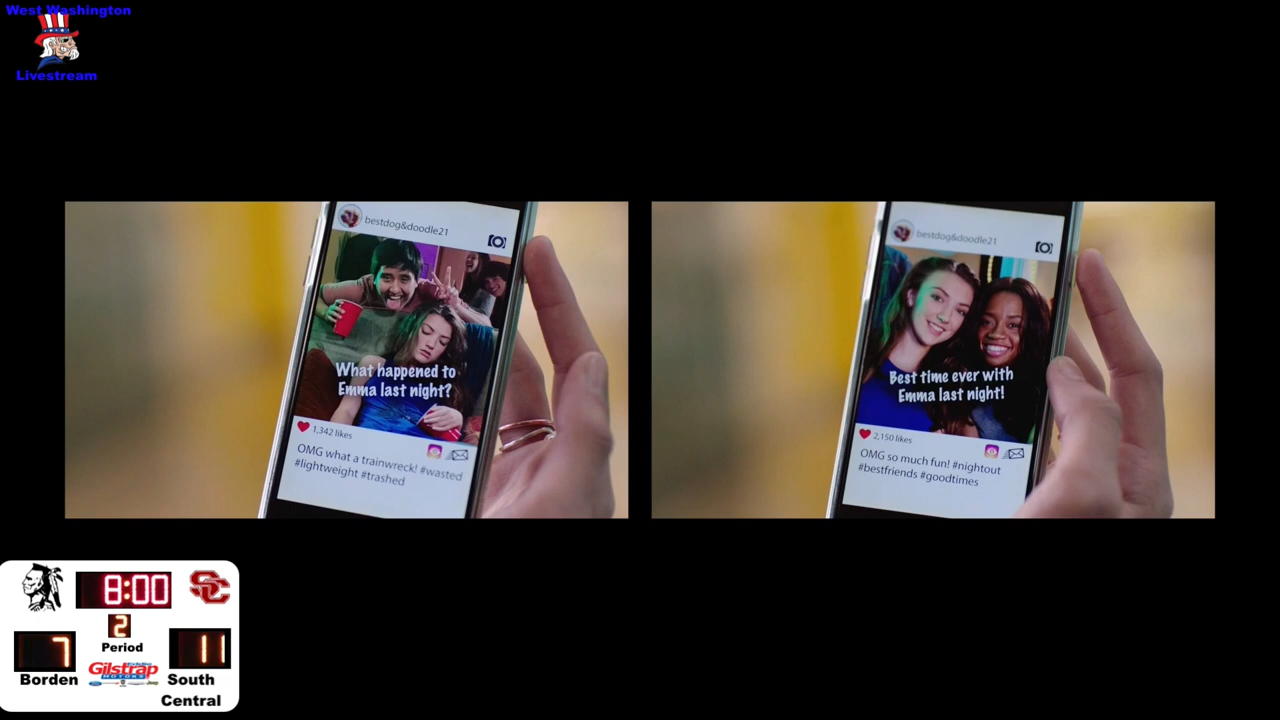 West Washington
Livestream
bestdog&doodle21
What happened to
Emma last night?
1,342 likes
OMG what a trainwreck! #wasted
#lightweight #trashed
bestdog&doodle21
Best time ever with
Emma last night!
2,150 likes
OMG so much fun! #nightout
#bestfriends #goodtimes
SC
8:00
2
Period
7
11
Gilstrap
MOTORS
Borden
South
Central